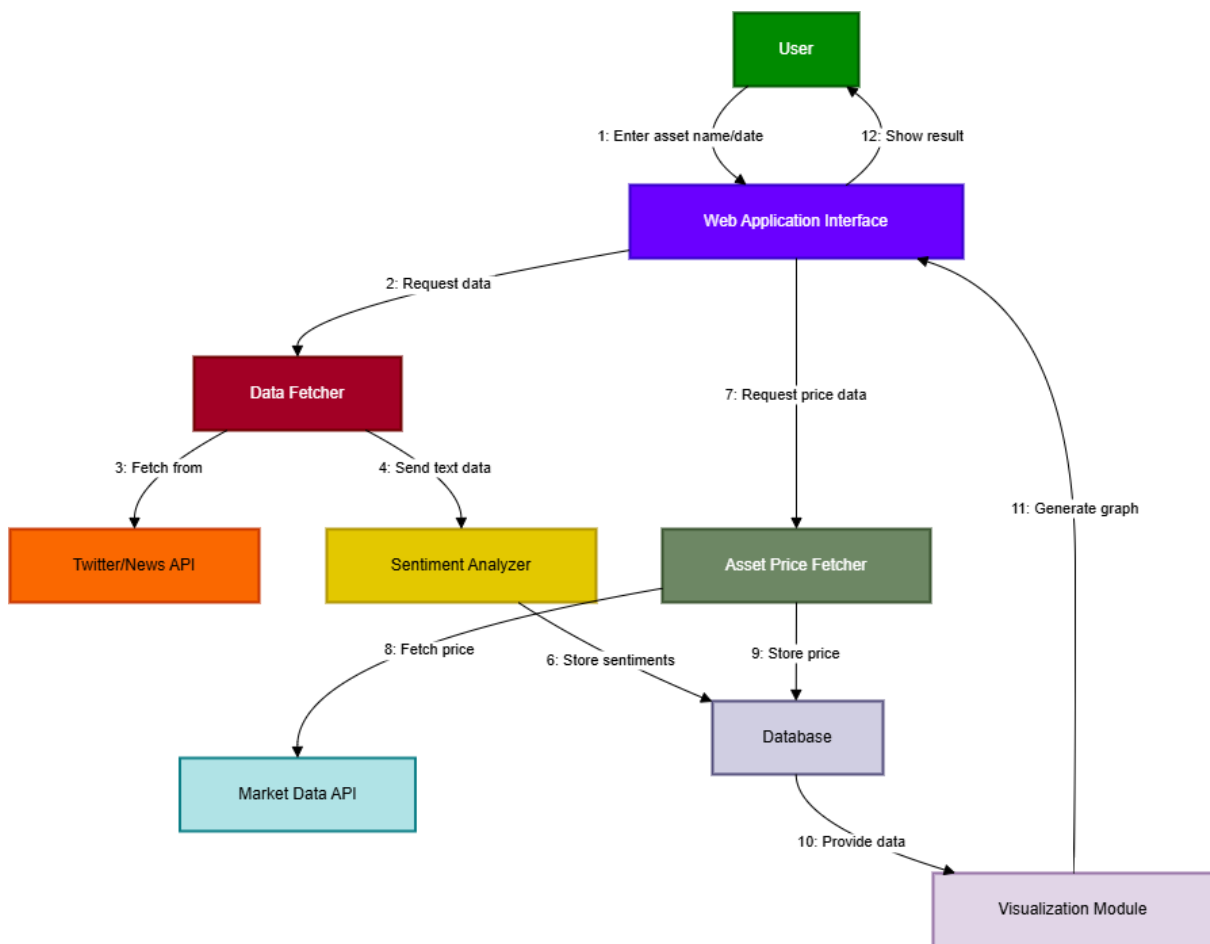 User
1: Enter asset name/date
12: Show result
Web Application Interface
2: Request data
Data Fetcher
7: Request price data
3: Fetch from
4: Send text data
11: Generate graph
Twitter/News API
Sentiment Analyzer
Asset Price Fetcher
8: Fetch price
6: Store sentiments
9: Store price
Database
Market Data API
10: Provide data
Visualization Module